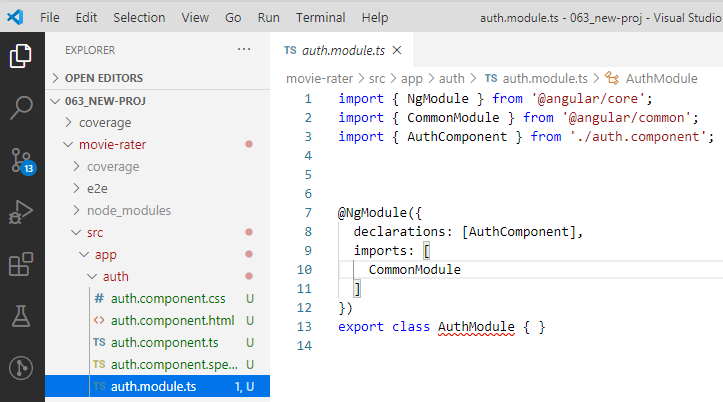 File Edit Selection View Go Run Terminal Help auth.module.ts - 063_new-proj - Visual Studio
EXPLORER ...
OPEN EDITORS
063_NEW-PROJ
coverage
movie-rater
coverage
e2e
node_modules
src
app
auth
# auth.component.css U
<> auth.component.html U
TS auth.component.ts U
TS auth.component.spe... U
TS auth.module.ts 1, U
13
TS auth.module.ts ×
movie-rater > src > app > auth > TS auth.module.ts > AuthModule
1 import { NgModule } from '@angular/core';
2 import { CommonModule } from '@angular/common';
3 import { AuthComponent } from './auth.component';
4
5
6
7 @NgModule({
8   declarations: [AuthComponent],
9   imports: [
10     CommonModule
11   ]
12 })
13 export class AuthModule { }
14